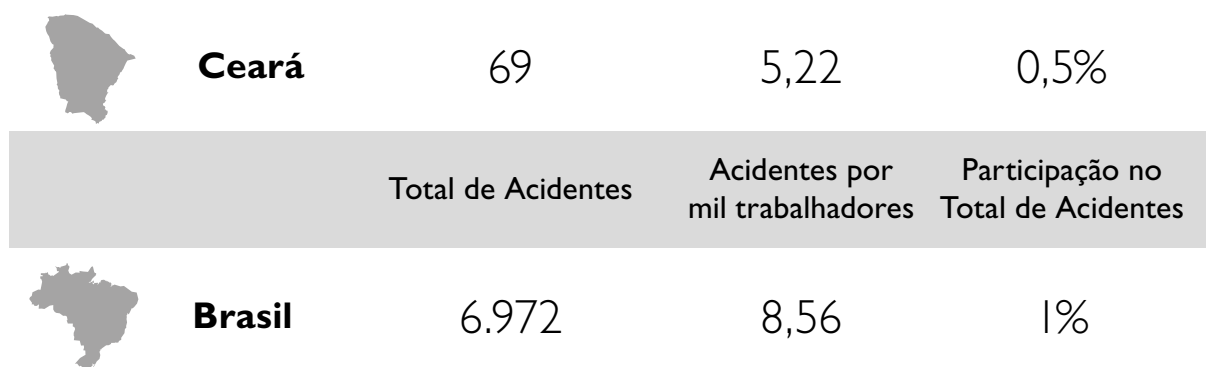 Ceará 69 5,22 0,5%
Total de Acidentes Acidentes por mil trabalhadores Participação no Total de Acidentes
Brasil 6.972 8,56 1%